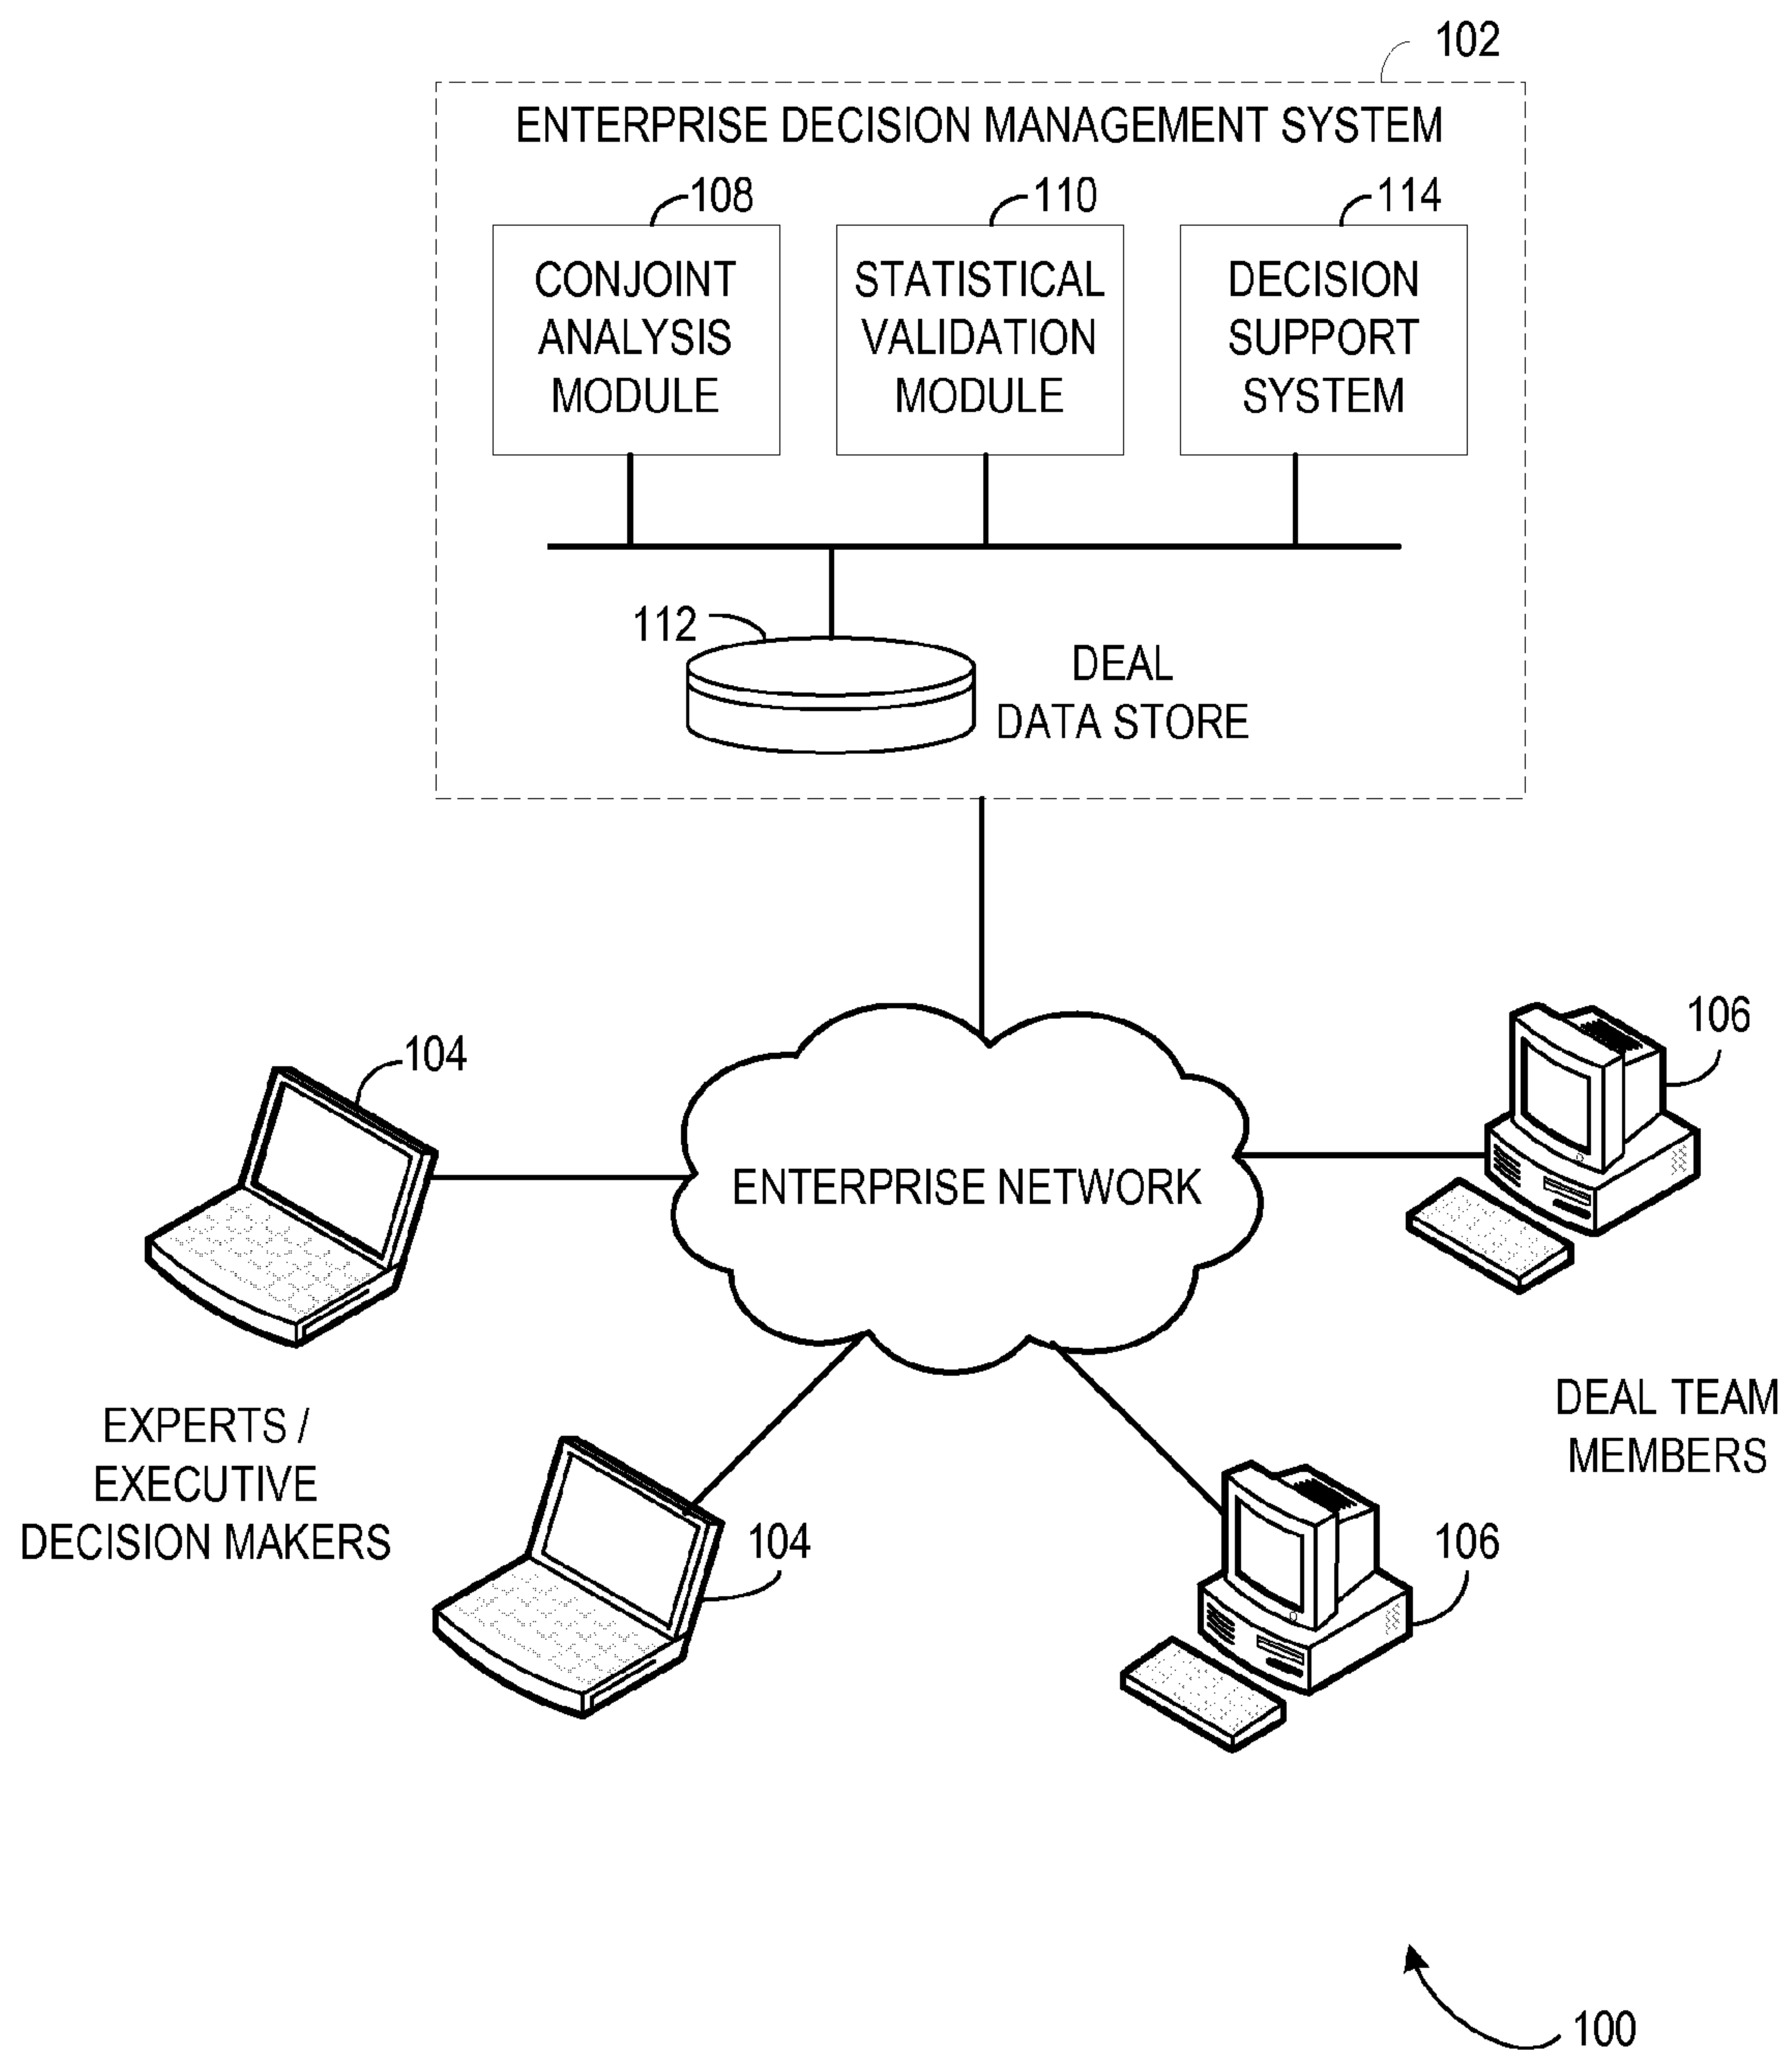 102
ENTERPRISE DECISION MANAGEMENT SYSTEM
108
110
114
CONJOINT
ANALYSIS
MODULE
STATISTICAL
VALIDATION
MODULE
DECISION
SUPPORT
SYSTEM
112
DEAL
DATA STORE
106
104
ENTERPRISE NETWORK
EXPERTS /
EXECUTIVE
DECISION MAKERS
DEAL TEAM
MEMBERS
104
106
100